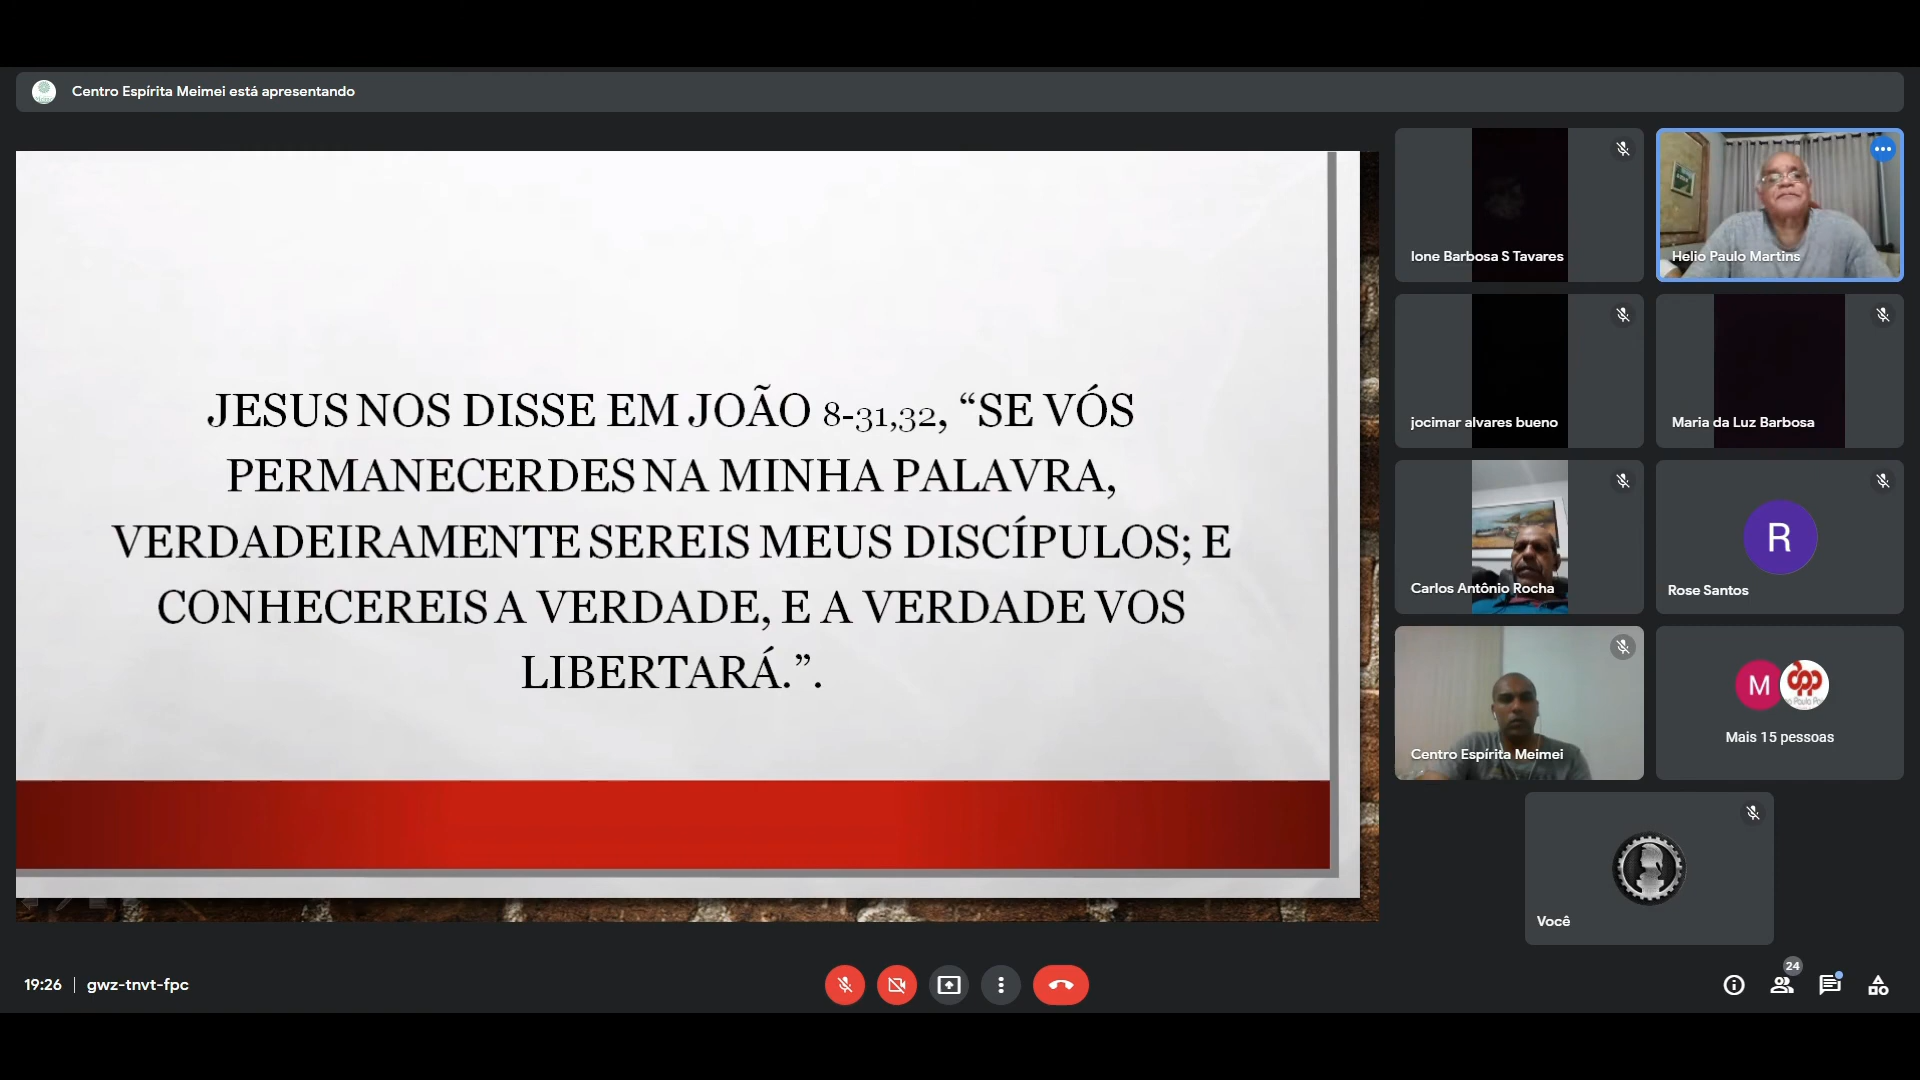 Centro Espírita Meimei está apresentando
JESUS NOS DISSE EM JOÃO 8-31,32, “SE VÓS
PERMANECERDES NA MINHA PALAVRA,
VERDADEIRAMENTE SEREIS MEUS DISCÍPULOS; E
CONHECEREIS A VERDADE, E A VERDADE VOS
LIBERTARÁ.”.
Ione Barbosa S Tavares
Helio Paulo Martins
jocimar alvares bueno
Maria da Luz Barbosa
Carlos Antônio Rocha
R
Rose Santos
Centro Espírita Meimei
M
Mais 15 pessoas
Você
19:26 | gwz-tnvt-fpc
24